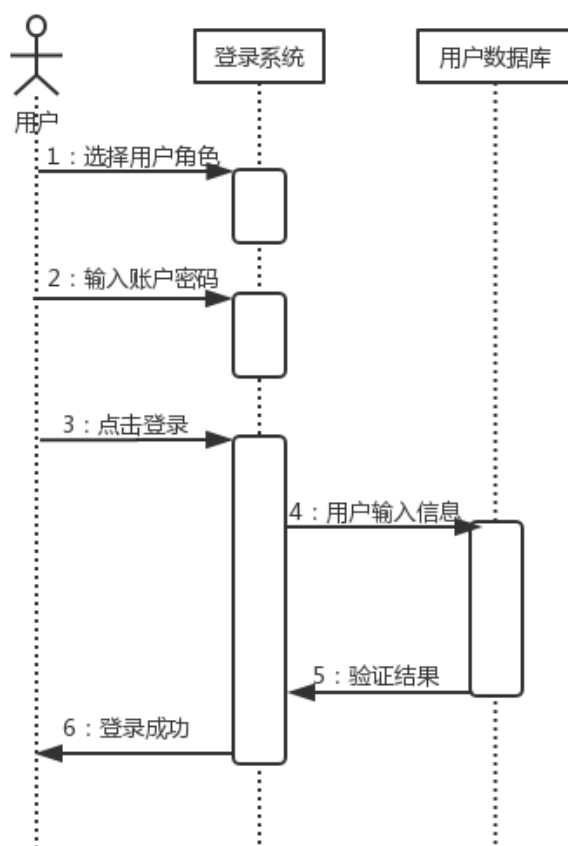 登录系统
用户数据库
用户
1：选择用户角色
2：输入账户密码
3：点击登录
4：用户输入信息
5：验证结果
6：登录成功